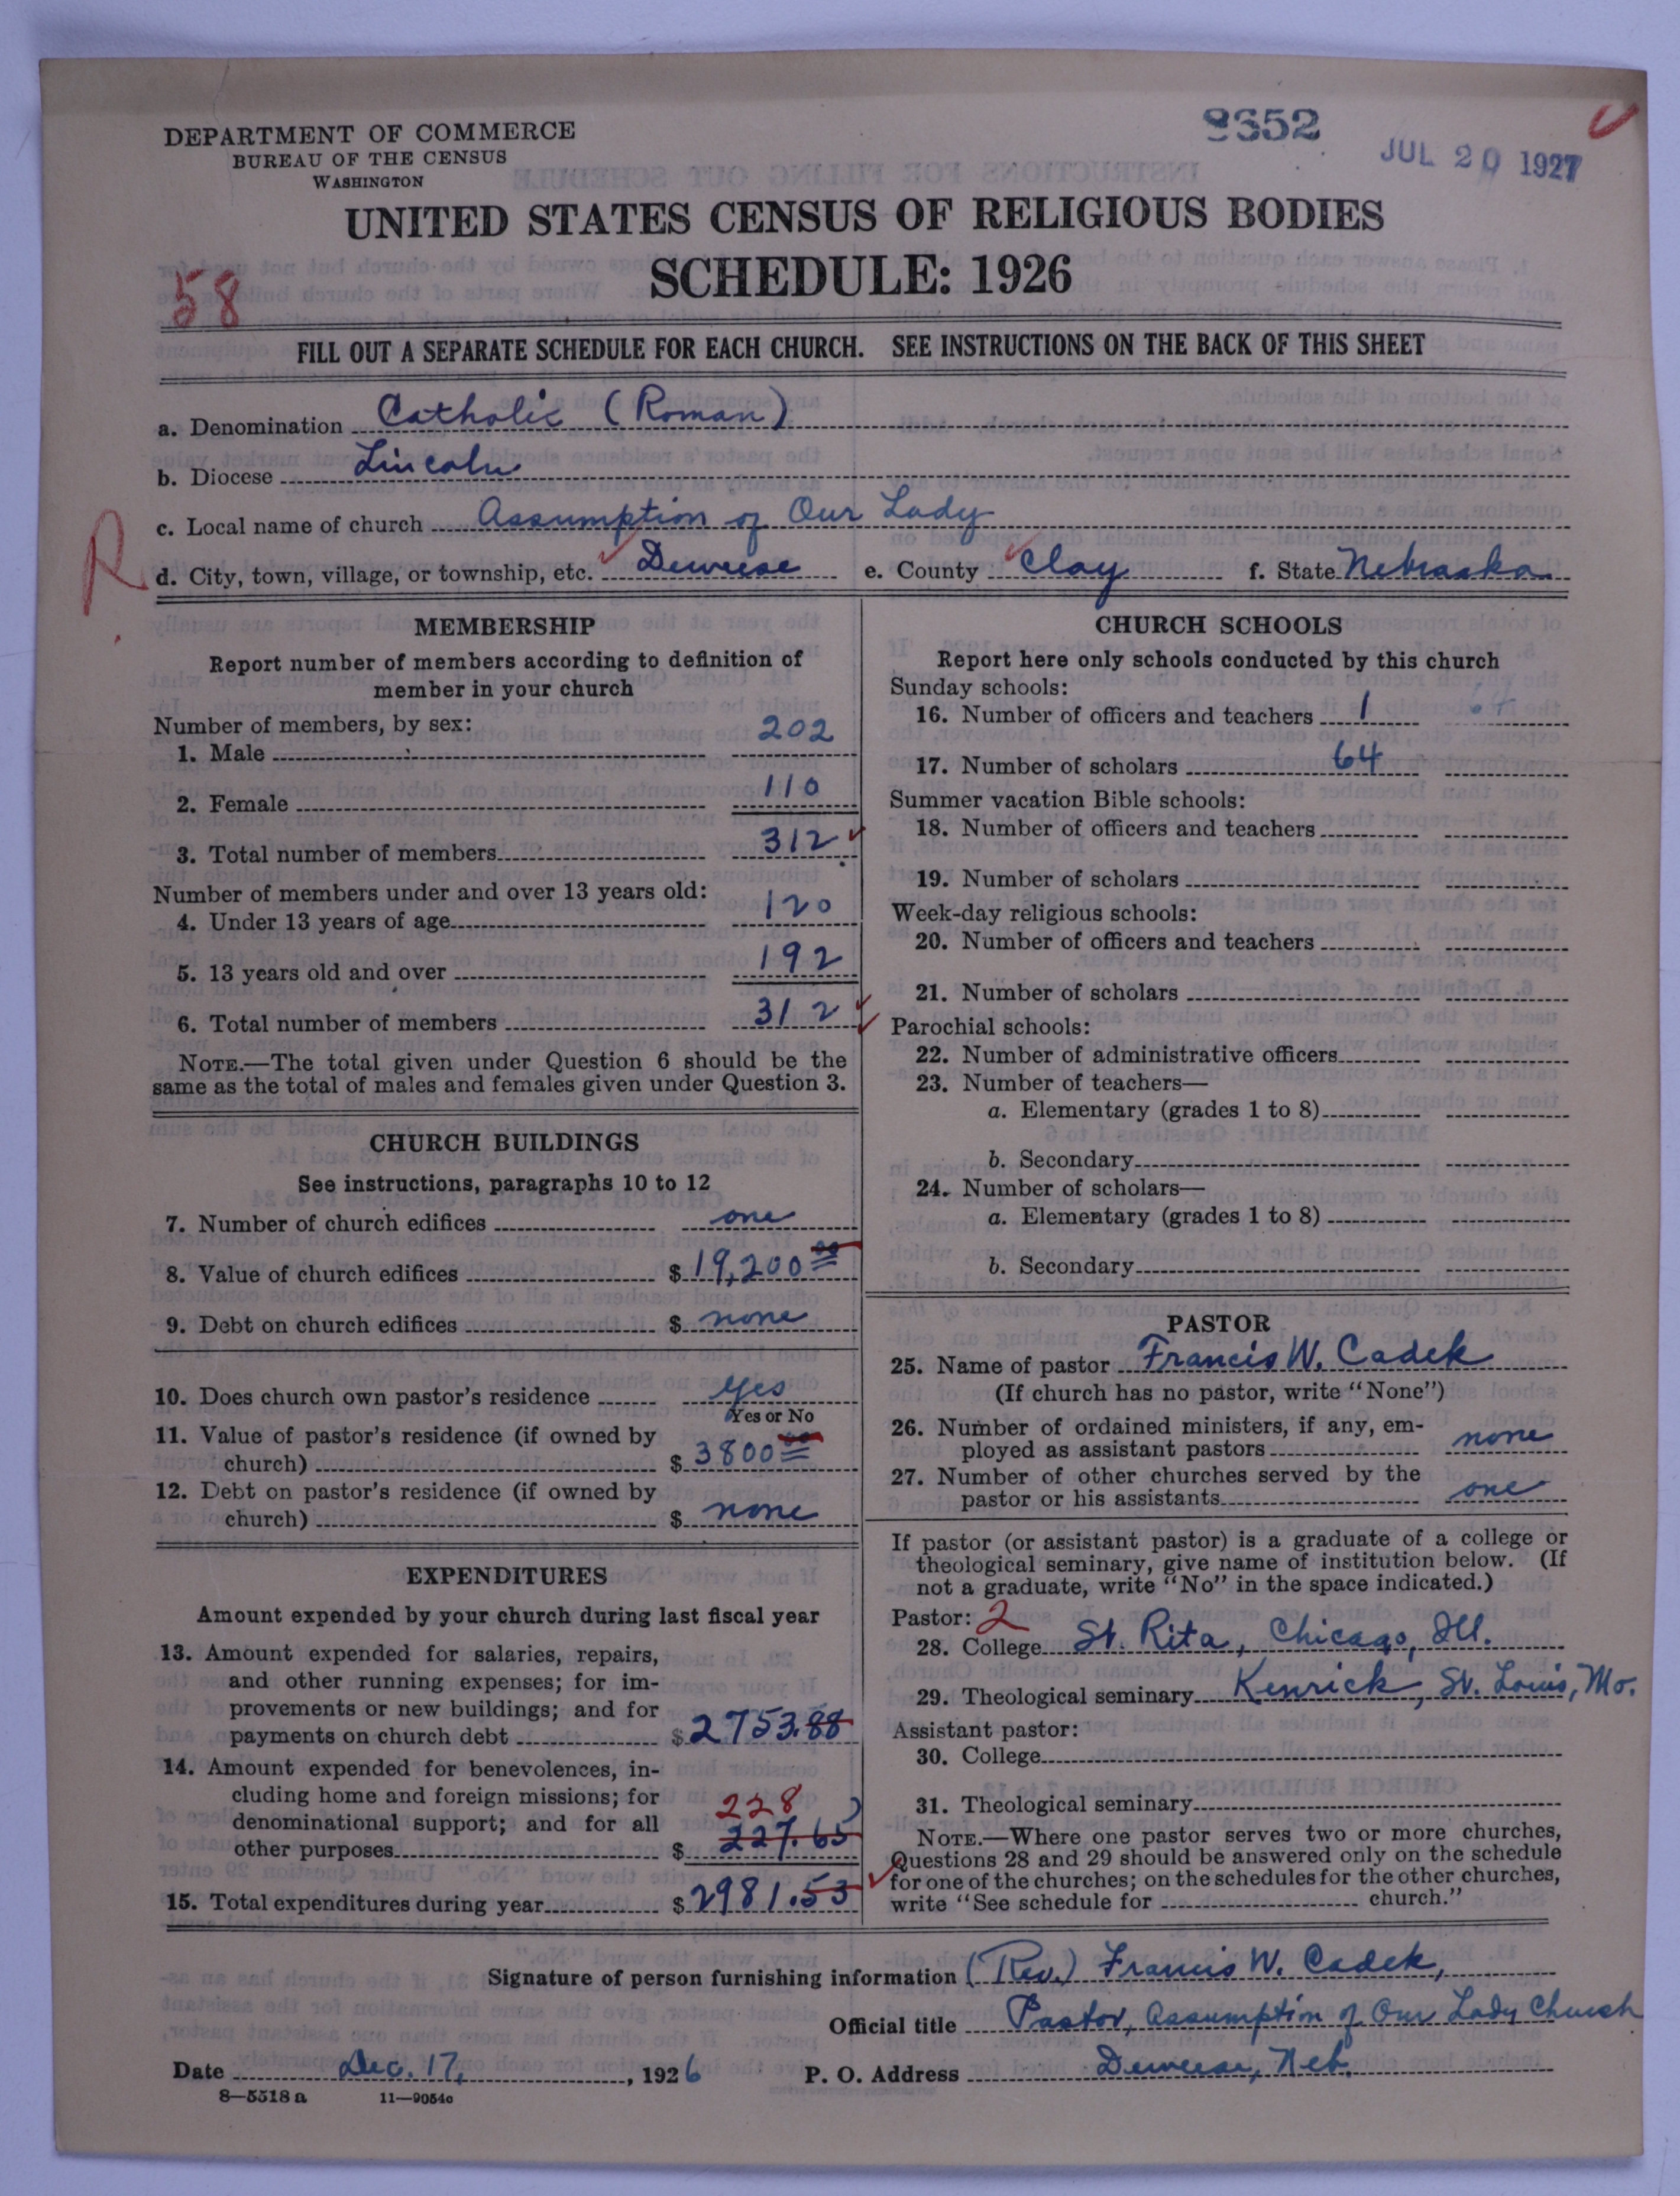 DEPARTMENT OF COMMERCE
BUREAU OF THE CENSUS
WASHINGTON
JUL 20 1927
UNITED STATES CENSUS OF RELIGIOUS BODIES
SCHEDULE: 1926
58
FILL OUT A SEPARATE SCHEDULE FOR EACH CHURCH. SEE INSTRUCTIONS ON THE BACK OF THIS SHEET
a. Denomination Catholic (Roman)
b. Diocese Lincoln
c. Local name of church Assumption of Our Lady
R
d. City, town, village, or township, etc. Deweese e. County Clay f. State Nebraska
MEMBERSHIP
Report number of members according to definition of
member in your church
Number of members, by sex:
1. Male 202
2. Female 110
3. Total number of members 312
Number of members under and over 13 years old:
4. Under 13 years of age 120
5. 13 years old and over 192
6. Total number of members 312
NOTE.—The total given under Question 6 should be the
same as the total of males and females given under Question 3.
CHURCH BUILDINGS
See instructions, paragraphs 10 to 12
7. Number of church edifices one
8. Value of church edifices $ 19,200 00
9. Debt on church edifices $ none
10. Does church own pastor's residence yes
Yes or No
11. Value of pastor's residence (if owned by
church) $ 3800 00
12. Debt on pastor's residence (if owned by
church) $ none
EXPENDITURES
Amount expended by your church during last fiscal year
13. Amount expended for salaries, repairs,
and other running expenses; for im-
provements or new buildings; and for
payments on church debt $ 2753.88
14. Amount expended for benevolences, in-
cluding home and foreign missions; for
denominational support; and for all 228
other purposes $ 227.65
15. Total expenditures during year $ 2981.53
CHURCH SCHOOLS
Report here only schools conducted by this church
Sunday schools:
16. Number of officers and teachers 1
17. Number of scholars 64
Summer vacation Bible schools:
18. Number of officers and teachers
19. Number of scholars
Week-day religious schools:
20. Number of officers and teachers
21. Number of scholars
Parochial schools:
22. Number of administrative officers
23. Number of teachers—
a. Elementary (grades 1 to 8)
b. Secondary
24. Number of scholars—
a. Elementary (grades 1 to 8)
b. Secondary
PASTOR
25. Name of pastor Francis W. Cadek
(If church has no pastor, write "None")
26. Number of ordained ministers, if any, em-
ployed as assistant pastors none
27. Number of other churches served by the
pastor or his assistants one
If pastor (or assistant pastor) is a graduate of a college or
theological seminary, give name of institution below. (If
not a graduate, write "No" in the space indicated.)
Pastor: 2
28. College St. Rita, Chicago, Ill.
29. Theological seminary Kenrick, St. Louis, Mo.
Assistant pastor:
30. College
31. Theological seminary
NOTE.—Where one pastor serves two or more churches,
Questions 28 and 29 should be answered only on the schedule
for one of the churches; on the schedules for the other churches,
write "See schedule for church."
Signature of person furnishing information (Rev.) Francis W. Cadek,
Official title Pastor, Assumption of Our Lady Church
Date Dec. 17, 1926 P. O. Address Deweese, Neb.
8—5518 a 11—9054c